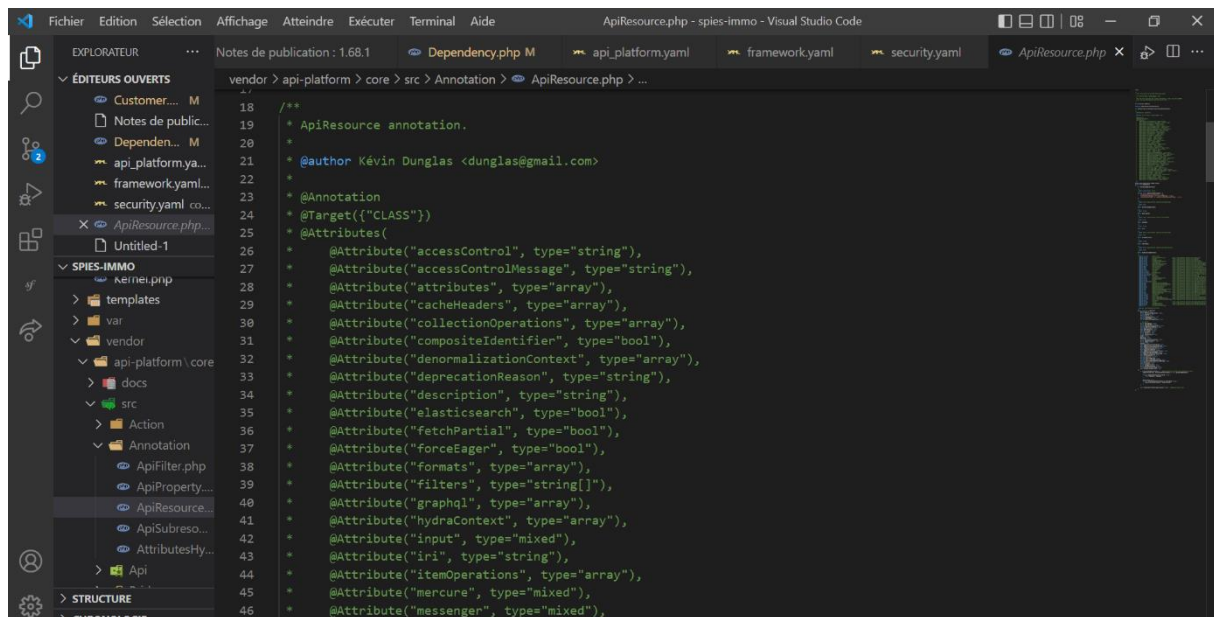 Fichier Edition Sélection Affichage Atteindre Exécuter Terminal Aide ApiResource.php - spies-immo - Visual Studio Code
EXPLORATEUR ... Notes de publication : 1.68.1 Dependency.php M api_platform.yaml framework.yaml security.yaml ApiResource.php
ÉDITEURS OUVERTS
Customer.... M
Notes de public...
Depende... M
api_platform.ya...
framework.yaml...
security.yaml co...
ApiResource.php...
Untitled-1
SPIES-IMMO
Kernel.php
templates
var
vendor
api-platform \ core
docs
src
Action
Annotation
ApiFilter.php
ApiProperty....
ApiResource...
ApiSubreso...
AttributesHy...
Api
STRUCTURE
2
vendor > api-platform > core > src > Annotation > ApiResource.php > ...
17
18 /**
19 * ApiResource annotation.
20 *
21 * @author Kévin Dunglas <dunglas@gmail.com>
22 *
23 * @Annotation
24 * @Target({"CLASS"})
25 * @Attributes(
26 * @Attribute("accessControl", type="string"),
27 * @Attribute("accessControlMessage", type="string"),
28 * @Attribute("attributes", type="array"),
29 * @Attribute("cacheHeaders", type="array"),
30 * @Attribute("collectionOperations", type="array"),
31 * @Attribute("compositeIdentifier", type="bool"),
32 * @Attribute("denormalizationContext", type="array"),
33 * @Attribute("deprecationReason", type="string"),
34 * @Attribute("description", type="string"),
35 * @Attribute("elasticsearch", type="bool"),
36 * @Attribute("fetchPartial", type="bool"),
37 * @Attribute("forceEager", type="bool"),
38 * @Attribute("formats", type="array"),
39 * @Attribute("filters", type="string[]"),
40 * @Attribute("graphql", type="array"),
41 * @Attribute("hydraContext", type="array"),
42 * @Attribute("input", type="mixed"),
43 * @Attribute("iri", type="string"),
44 * @Attribute("itemOperations", type="array"),
45 * @Attribute("mercure", type="mixed"),
46 * @Attribute("messenger", type="mixed"),